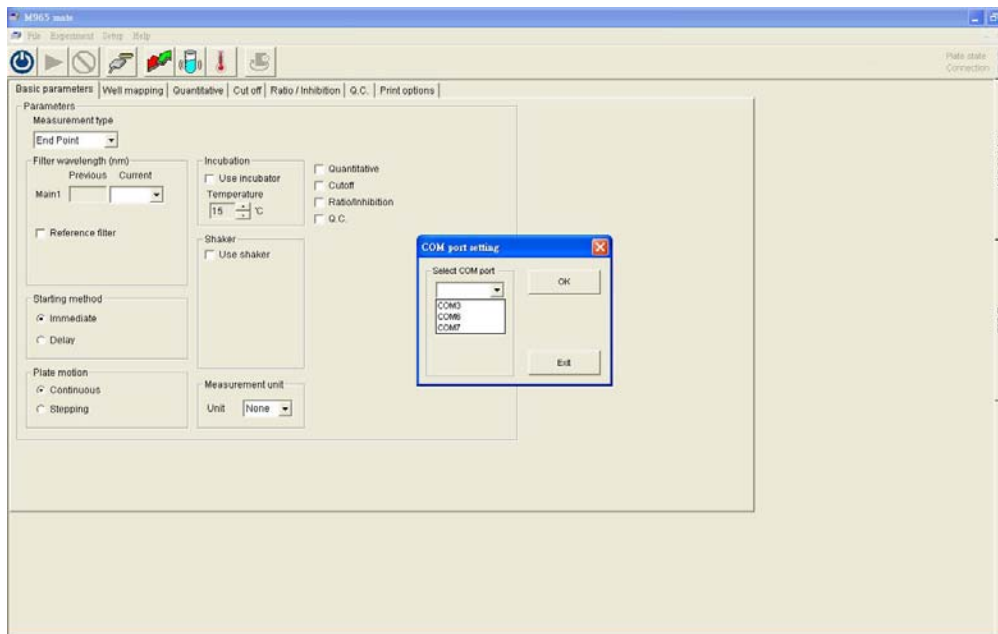 M965 mate
File Experiment Setup Help
Plate state
Connection
Basic parameters Well mapping Quantitative Cut off Ratio / Inhibition Q.C. Print options
Parameters
Measurement type
End Point
Filter wavelength (nm)
Previous Current
Main1
Reference filter
Starting method
Immediate
Delay
Plate motion
Continuous
Stepping
Incubation
Use incubator
Temperature
15 °C
Shaker
Use shaker
Measurement unit
Unit None
Quantitative
Cutoff
Ratio/Inhibition
Q.C.
COM port setting
Select COM port
COM3
COM6
COM7
OK
Exit